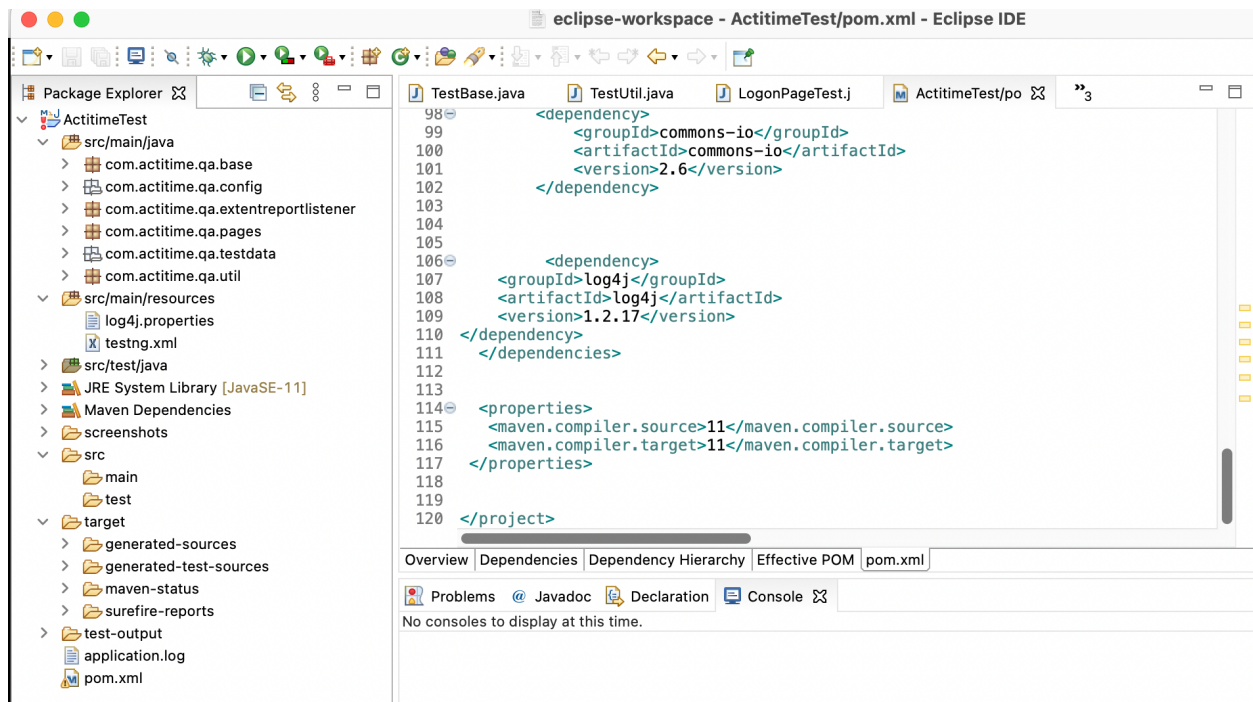 eclipse-workspace - ActitimeTest/pom.xml - Eclipse IDE
Package Explorer
ActitimeTest
src/main/java
com.actitime.qa.base
com.actitime.qa.config
com.actitime.qa.extentreportlistener
com.actitime.qa.pages
com.actitime.qa.testdata
com.actitime.qa.util
src/main/resources
log4j.properties
testng.xml
src/test/java
JRE System Library [JavaSE-11]
Maven Dependencies
screenshots
src
main
test
target
generated-sources
generated-test-sources
maven-status
surefire-reports
test-output
application.log
pom.xml
TestBase.java TestUtil.java LogonPageTest.j ActitimeTest/po »3
98 <dependency>
99 <groupId>commons-io</groupId>
100 <artifactId>commons-io</artifactId>
101 <version>2.6</version>
102 </dependency>
103
104
105
106 <dependency>
107 <groupId>log4j</groupId>
108 <artifactId>log4j</artifactId>
109 <version>1.2.17</version>
110 </dependency>
111 </dependencies>
112
113
114 <properties>
115 <maven.compiler.source>11</maven.compiler.source>
116 <maven.compiler.target>11</maven.compiler.target>
117 </properties>
118
119
120 </project>
Overview Dependencies Dependency Hierarchy Effective POM pom.xml
Problems @ Javadoc Declaration Console
No consoles to display at this time.